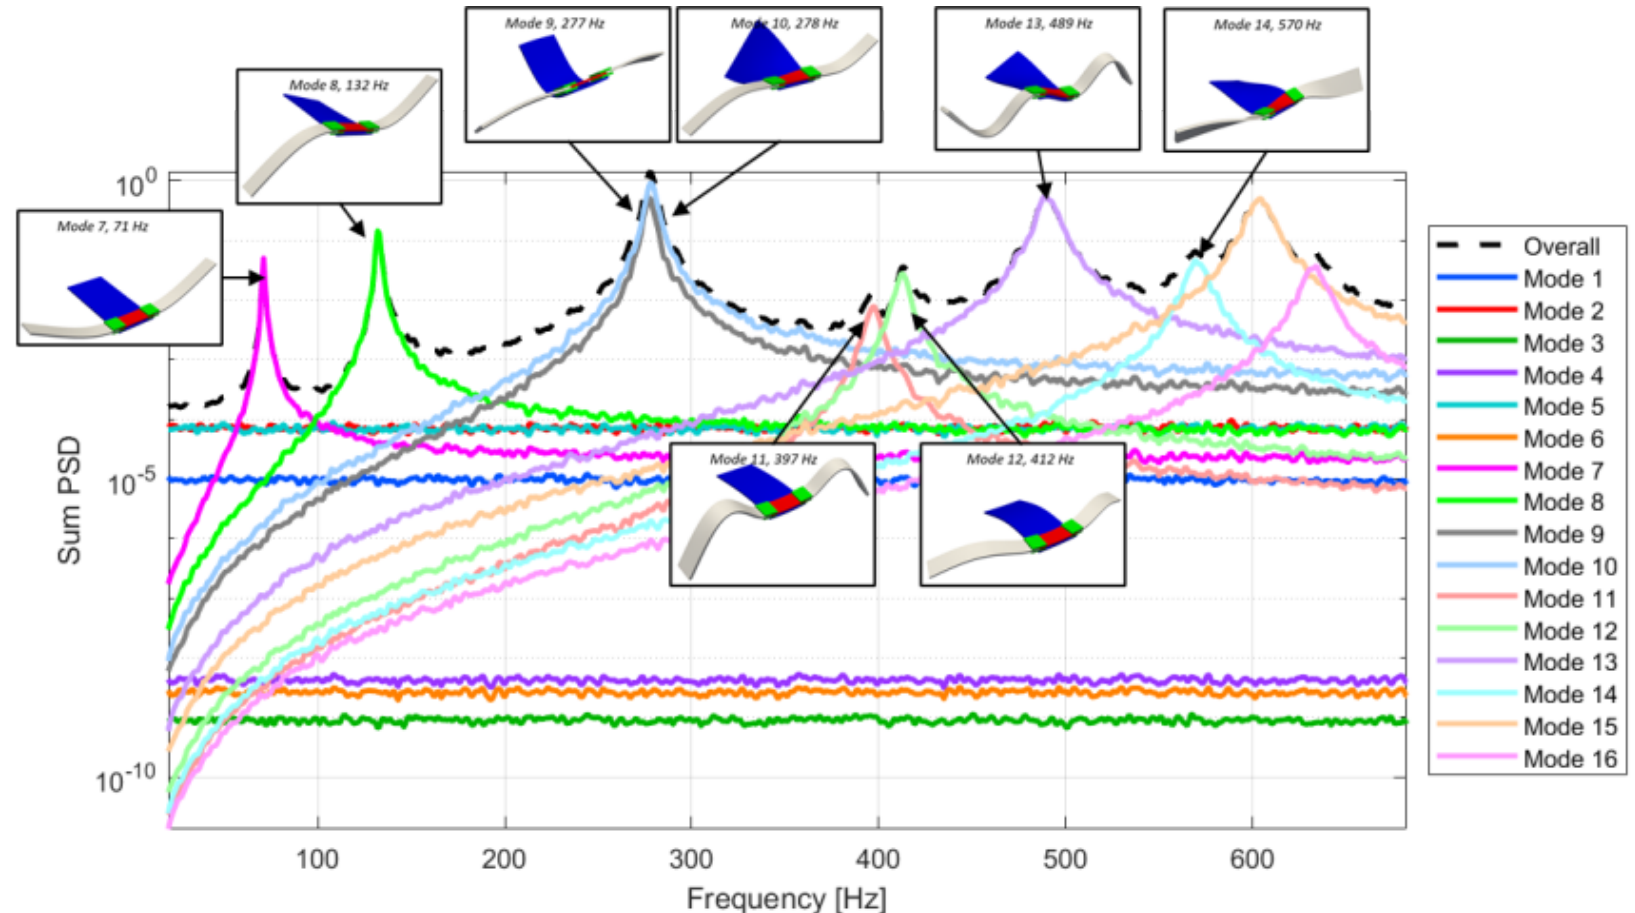 Mode 9, 277 Hz
Mode 10, 278 Hz
Mode 13, 489 Hz
Mode 14, 570 Hz
Mode 8, 132 Hz
Mode 7, 71 Hz
Mode 11, 397 Hz
Mode 12, 412 Hz
10^0
10^-5
10^-10
Sum PSD
100
200
300
400
500
600
Frequency [Hz]
Overall
Mode 1
Mode 2
Mode 3
Mode 4
Mode 5
Mode 6
Mode 7
Mode 8
Mode 9
Mode 10
Mode 11
Mode 12
Mode 13
Mode 14
Mode 15
Mode 16